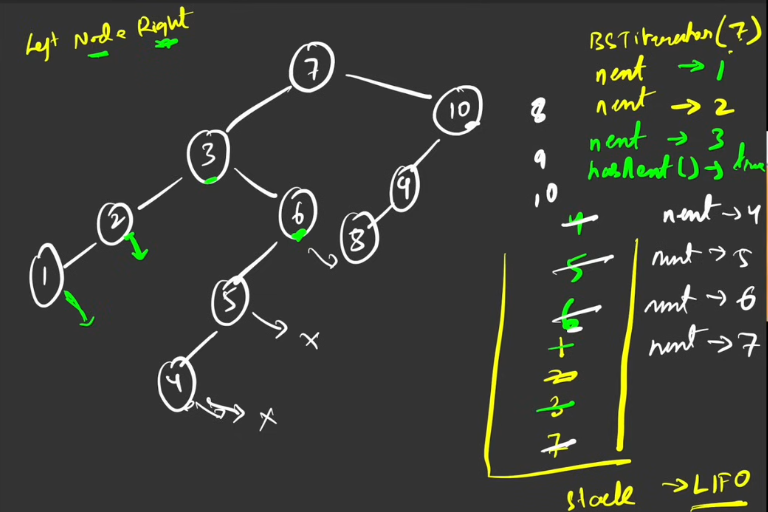 Left Node Right
BSTiterator(7)
next → 1
next → 2
next → 3
hasNext() → true
next → 4
next → 5
next → 6
next → 7
7
3
10
2
6
9
8
1
5
x
4
x
8
9
10
4
5
6
1
2
3
7
stack → LIFO